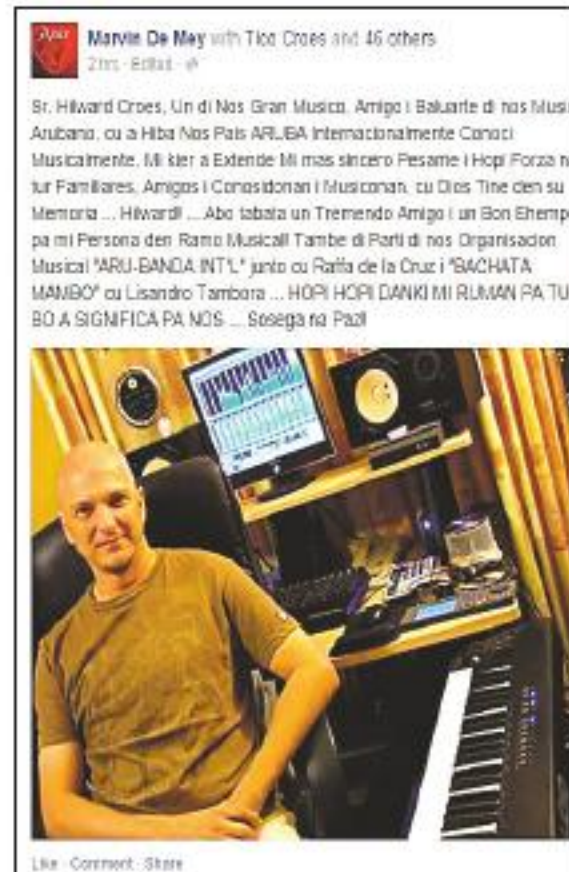 Marvin De Mey with Tico Croes and 46 others
2 hrs · Edited ·
Sr. Hilward Croes, Un di Nos Gran Musico, Amigo i Baluarte di nos Musi
Arubano, cu a Hiba Nos Pais ARUBA Internacionalmente Conoci
Musicalmente, Mi kier a Extende Mi mas sincero Pesame i Hopi Forza n
tur Familiares, Amigos i Conosidonan i Musiconan, cu Dios Tine den su
Memoria ... Hilward!! ... Abo tabata un Tremendo Amigo i un Bon Ehemp
pa mi Persona den Ramo Musical!! Tambe di Parti di nos Organisacion
Musical "ARU-BANDA INT'L" junto cu Raffa de la Cruz i "BACHATA
MAMBO" cu Lisandro Tambora ... HOPI HOPI DANKI MI RUMAN PA TU
BO A SIGNIFICA PA NOS ... Sosega na Paz!!
Like · Comment · Share